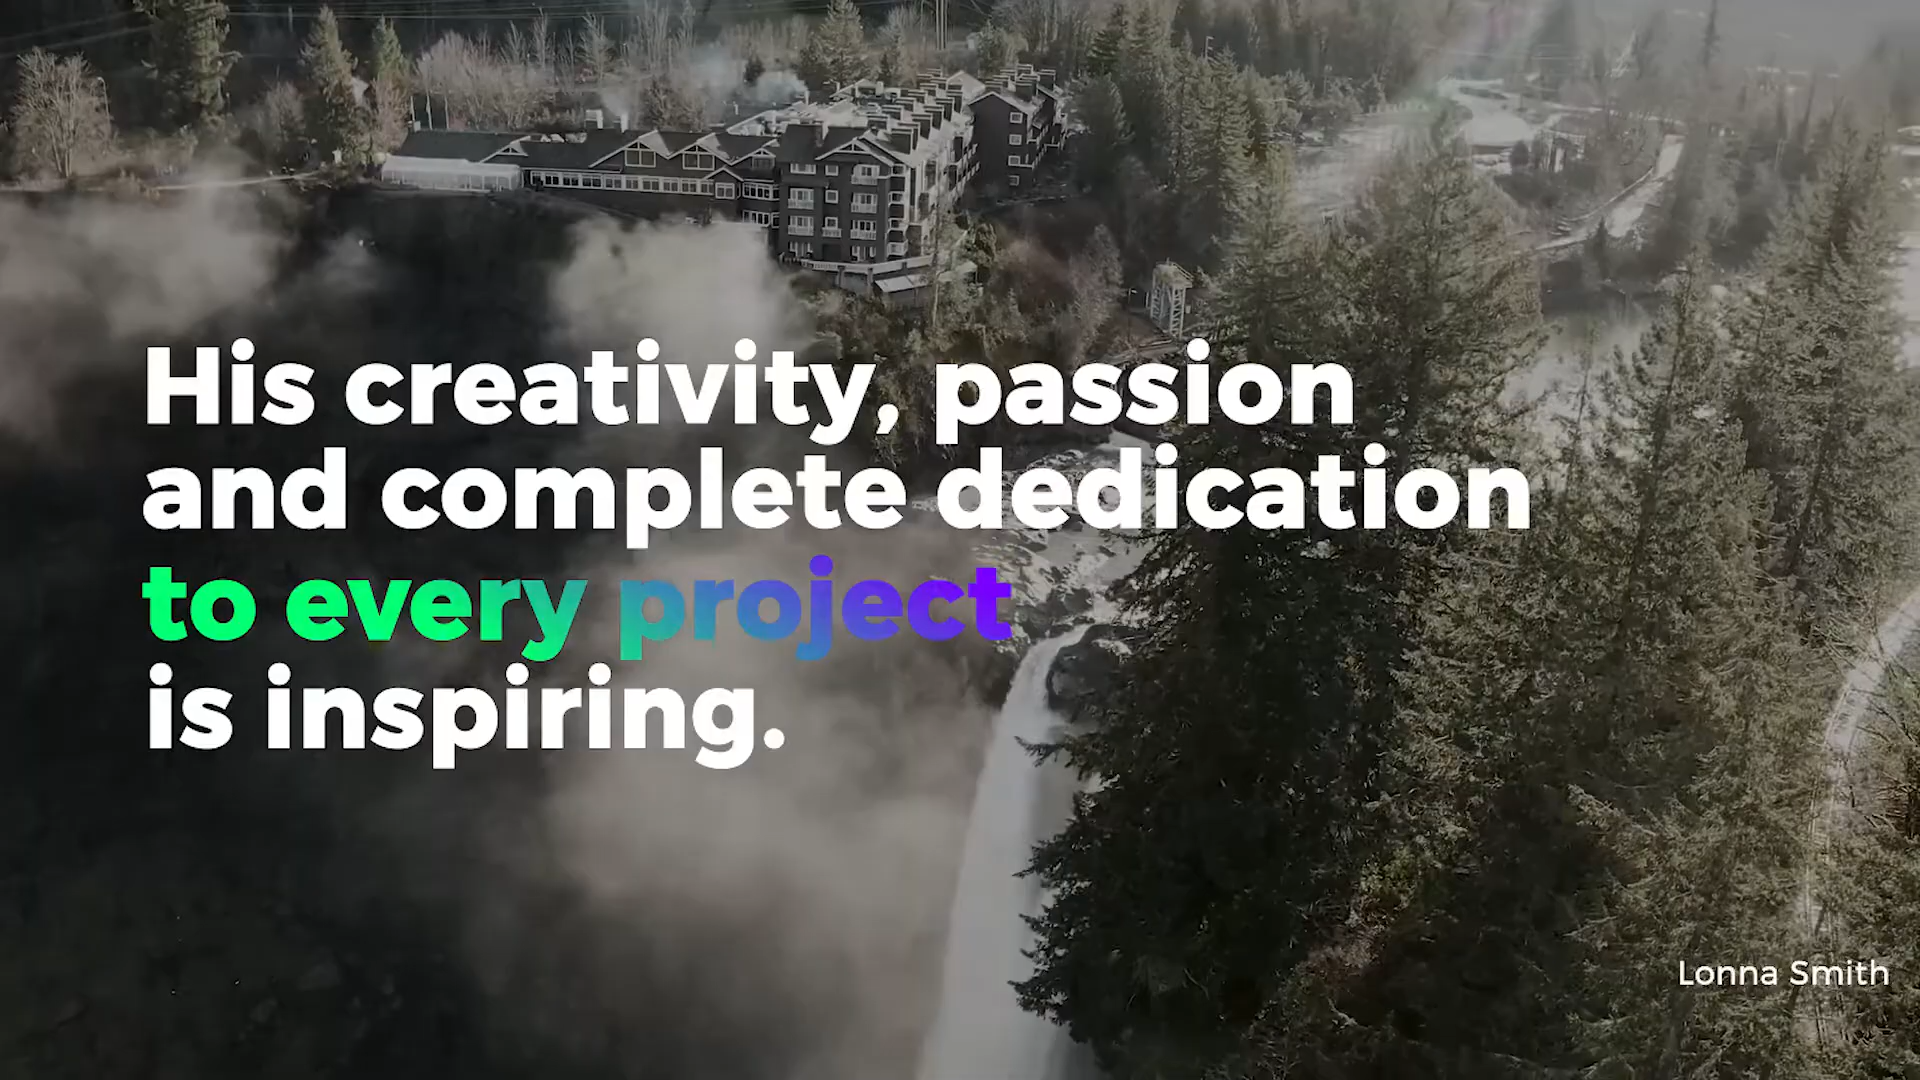 His creativity, passion
and complete dedication
to every project
is inspiring.
Lonna Smith